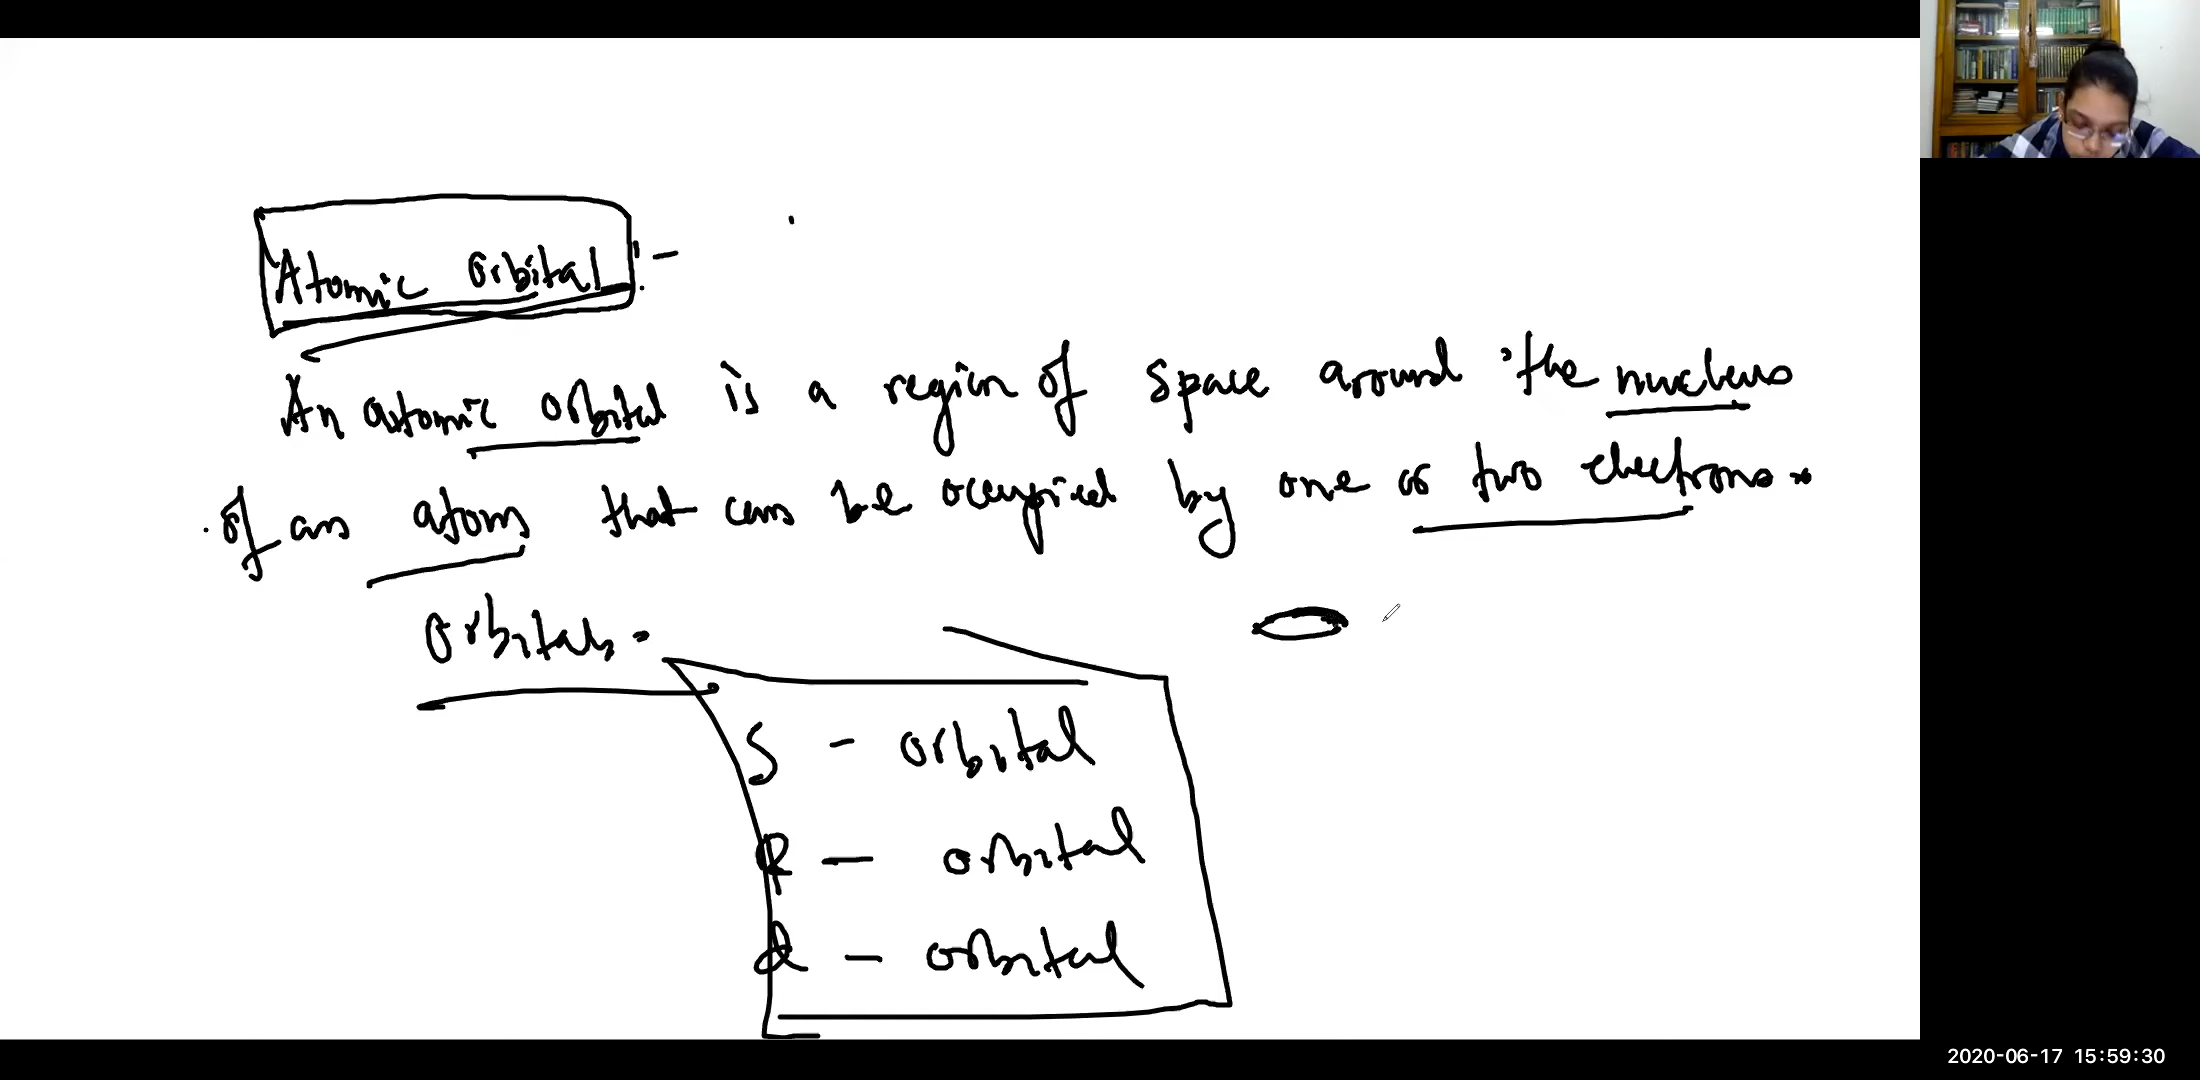 Atomic Orbital :-
An atomic orbital is a region of space around the nucleus
of an atom that can be occupied by one or two electrons.
Orbitals -
S - orbital
P - orbital
d - orbital
2020-06-17 15:59:30